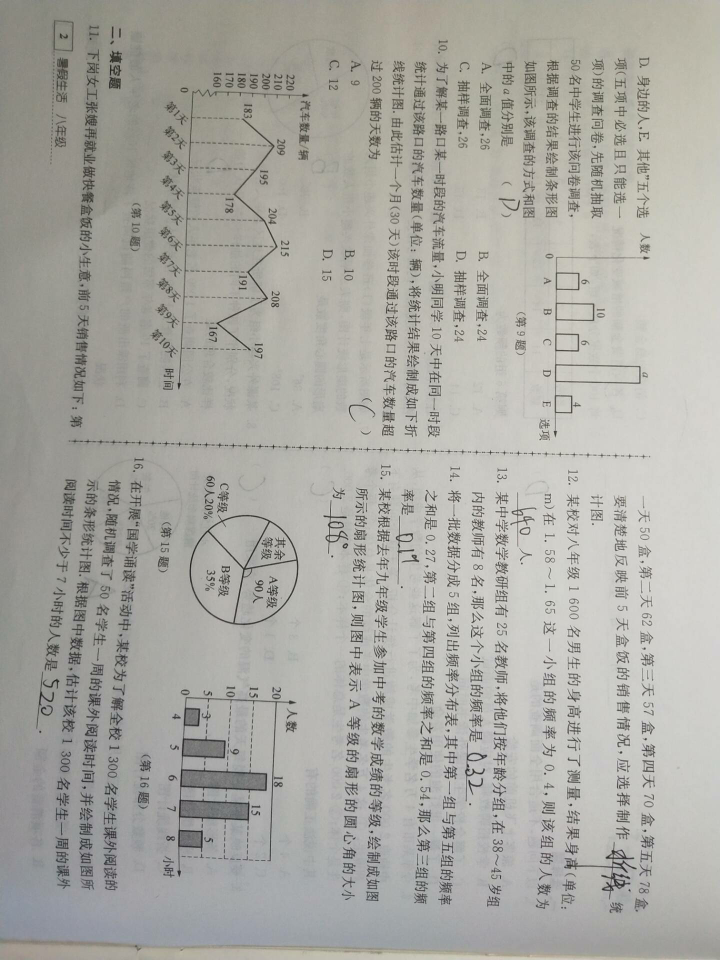 D. 身边的人,E. 其他”五个选
项(五项中必选且只能选一
项)的调查问卷,先随机抽取
50名中学生进行该问卷调查,
根据调查的结果绘制条形图
如图所示,该调查的方式和图
中的a值分别是 ( D )
人数
0
6
10
6
a
4
A B C D E 选项
(第9题)
A. 全面调查,26 B. 全面调查,24
C. 抽样调查,26 D. 抽样调查,24
10. 为了解某一路口某一时段的汽车流量,小明同学10天中在同一时段
统计通过该路口的汽车数量(单位:辆),将统计结果绘制成如下折
线统计图.由此估计一个月(30天)该时段通过该路口的汽车数量超
过200辆的天数为 ( C )
A. 9 B. 10
C. 12 D. 15
汽车数量/辆
220
210
200
190
180
170
160
0
183 209 195 178 204 215 191 208 167 197
第1天 第2天 第3天 第4天 第5天 第6天 第7天 第8天 第9天 第10天 时间
(第10题)
二、填空题
11. 下岗女工张嫂再就业做快餐盒饭的小生意,前5天销售情况如下:第
2 暑假生活 八年级
一天50盒,第二天62盒,第三天57盒,第四天70盒,第五天78盒.
要清楚地反映前5天盒饭的销售情况,应选择制作 折线 统
计图.
12. 某校对八年级1 600名男生的身高进行了测量,结果身高(单位:
m)在1.58~1.65这一小组的频率为0.4,则该组的人数为
640 人.
13. 某中学数学教研组有25名教师,将他们按年龄分组,在38~45岁组
内的教师有8名,那么这个小组的频率是 0.32 .
14. 将一批数据分成5组,列出频率分布表,其中第一组与第五组的频率
之和是0.27,第二组与第四组的频率之和是0.54,那么第三组的频
率是 0.19 .
15. 某校根据去年九年级学生参加中考的数学成绩的等级,绘制成如图
所示的扇形统计图,则图中表示A等级的扇形的圆心角的大小
为 108° .
其余
等级
A等级
90人
B等级
35%
C等级
60人20%
(第15题)
人数
20
15
10
5
0
3 9 18 15 5
4 5 6 7 8 小时
(第16题)
16. 在开展“国学诵读”活动中,某校为了解全校1 300名学生课外阅读的
情况,随机调查了50名学生一周的课外阅读时间,并绘制成如图所
示的条形统计图.根据图中数据,估计该校1 300名学生一周的课外
阅读时间不少于7小时的人数是 520 .